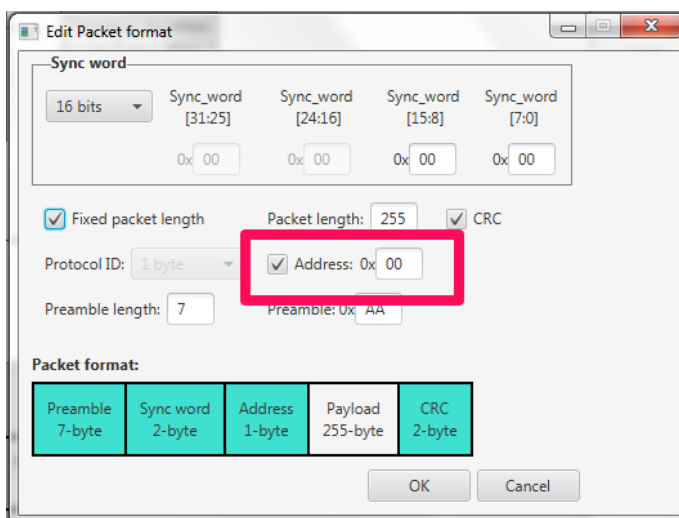 Edit Packet format
Sync word
16 bits
Sync_word [31:25]
Sync_word [24:16]
Sync_word [15:8]
Sync_word [7:0]
0x 00
0x 00
0x 00
0x 00
Fixed packet length
Packet length: 255
CRC
Protocol ID: 1 byte
Address: 0x 00
Preamble length: 7
Preamble: 0x AA
Packet format:
Preamble 7-byte
Sync word 2-byte
Address 1-byte
Payload 255-byte
CRC 2-byte
OK
Cancel